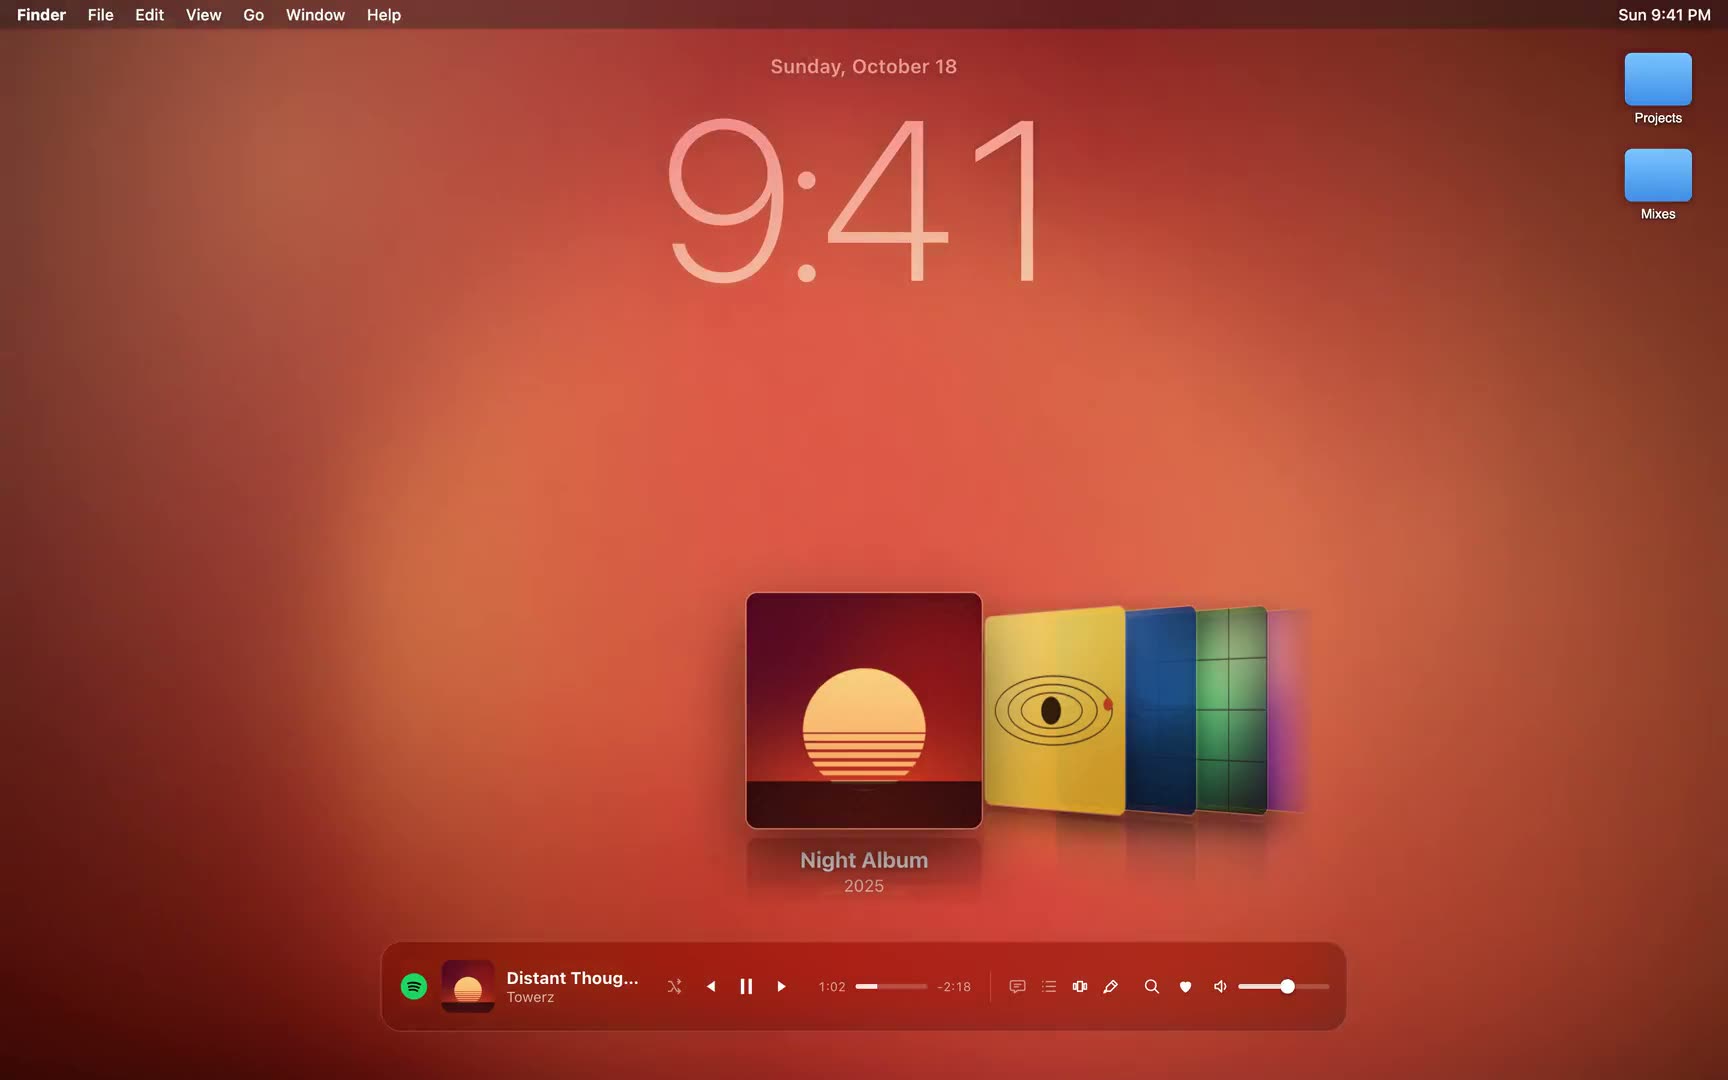 Finder File Edit View Go Window Help
Sun 9:41 PM
Sunday, October 18
9:41
Projects
Mixes
Night Album
2025
Distant Thoug...
Towerz
1:02
-2:18